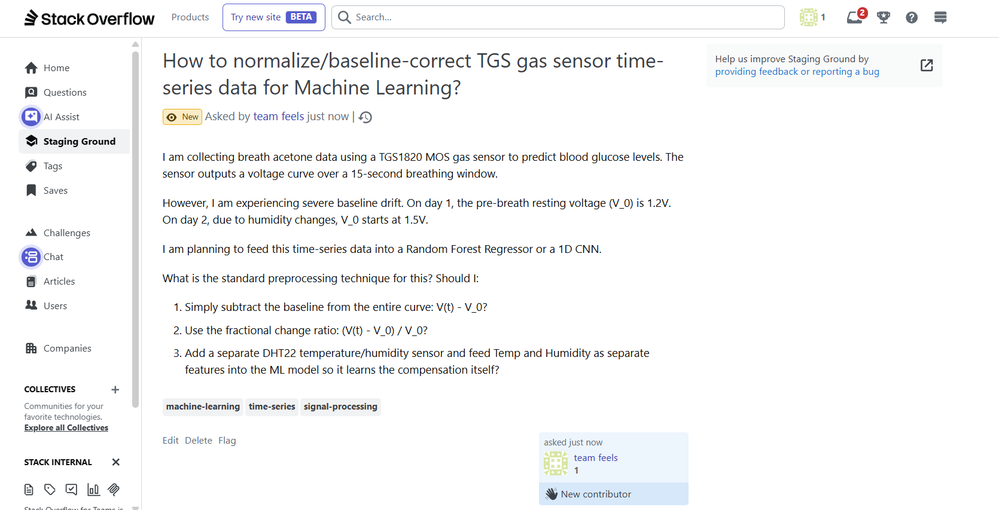 stack overflow
Products
Try new site BETA
Search...
1
2
Home
Questions
AI Assist
Staging Ground
Tags
Saves
Challenges
Chat
Articles
Users
Companies
COLLECTIVES
Communities for your
favorite technologies.
Explore all Collectives
STACK INTERNAL
Stack Overflow for Teams is
How to normalize/baseline-correct TGS gas sensor time-
series data for Machine Learning?
New Asked by team feels just now |
I am collecting breath acetone data using a TGS1820 MOS gas sensor to predict blood glucose levels. The
sensor outputs a voltage curve over a 15-second breathing window.
However, I am experiencing severe baseline drift. On day 1, the pre-breath resting voltage (V_0) is 1.2V.
On day 2, due to humidity changes, V_0 starts at 1.5V.
I am planning to feed this time-series data into a Random Forest Regressor or a 1D CNN.
What is the standard preprocessing technique for this? Should I:
1. Simply subtract the baseline from the entire curve: V(t) - V_0?
2. Use the fractional change ratio: (V(t) - V_0) / V_0?
3. Add a separate DHT22 temperature/humidity sensor and feed Temp and Humidity as separate
features into the ML model so it learns the compensation itself?
machine-learning time-series signal-processing
Edit Delete Flag
asked just now
team feels
1
New contributor
Help us improve Staging Ground by
providing feedback or reporting a bug